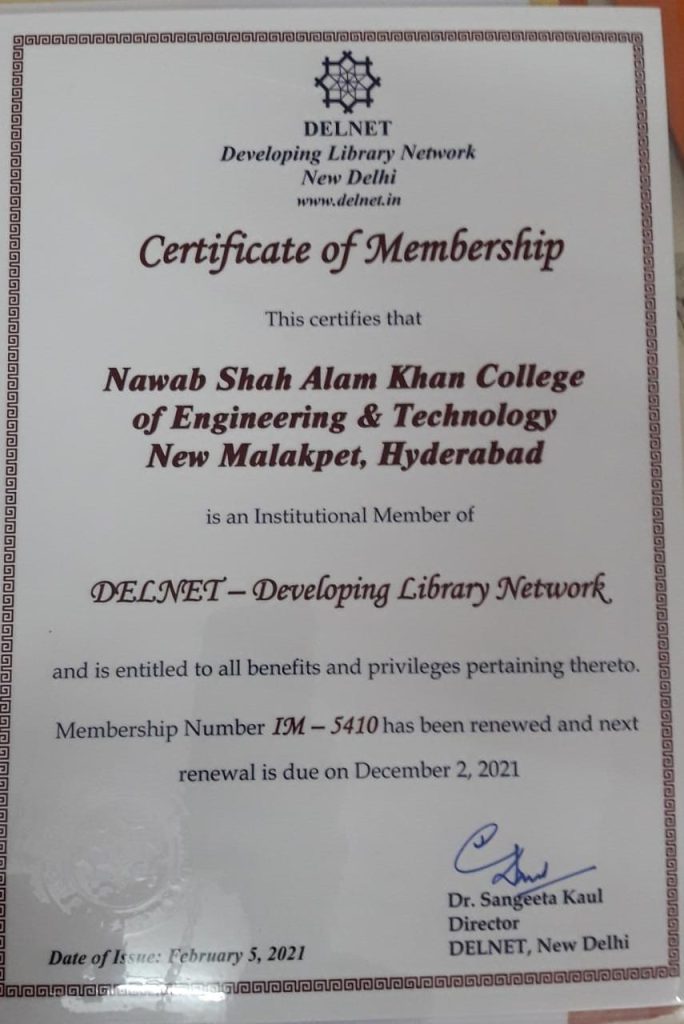 DELNET
Developing Library Network
New Delhi
www.delnet.in
Certificate of Membership
This certifies that
Nawab Shah Alam Khan College
of Engineering & Technology
New Malakpet, Hyderabad
is an Institutional Member of
DELNET – Developing Library Network
and is entitled to all benefits and privileges pertaining thereto.
Membership Number IM – 5410 has been renewed and next
renewal is due on December 2, 2021
Dr. Sangeeta Kaul
Director
DELNET, New Delhi
Date of Issue: February 5, 2021